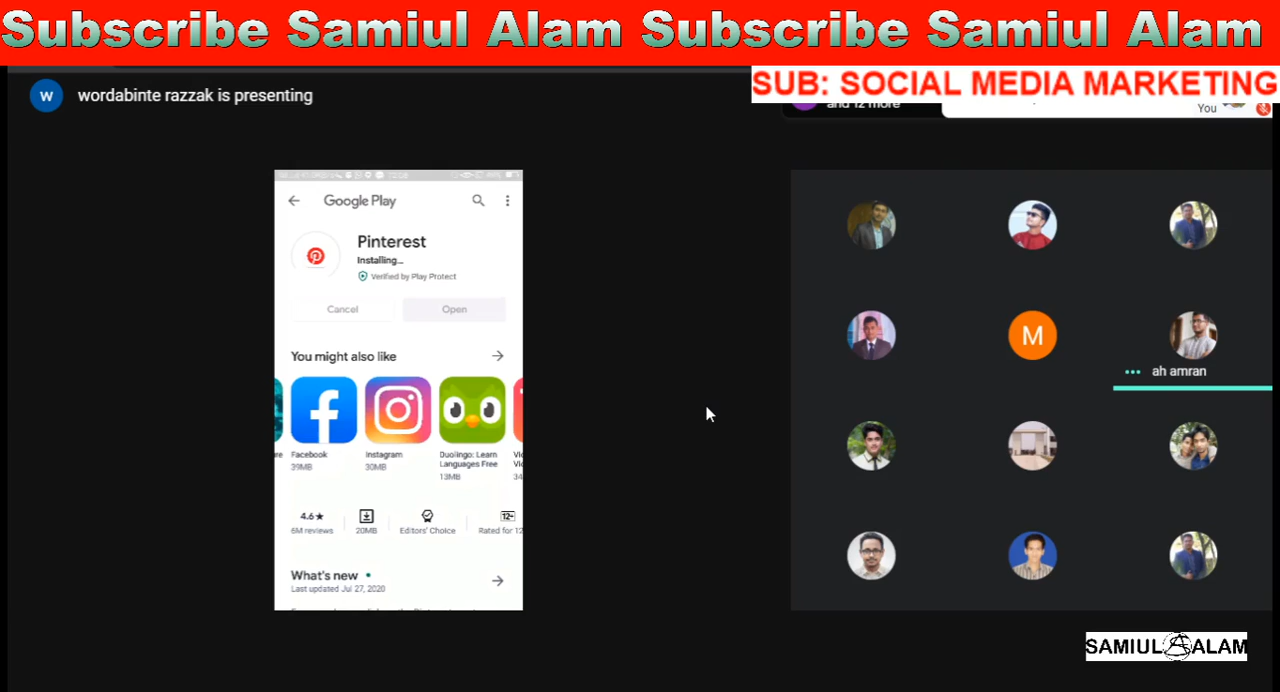 Subscribe Samiul Alam Subscribe Samiul Alam
SUB: SOCIAL MEDIA MARKETING
w
wordabinte razzak is presenting
and 12 more
You
Google Play
Pinterest
Installing...
Verified by Play Protect
Cancel
Open
You might also like
Facebook
39MB
Instagram
30MB
Duolingo: Learn
Languages Free
13MB
4.6★
6M reviews
20MB
Editors' Choice
12+
Rated for 12
What's new
Last updated Jul 27, 2020
M
ah amran
SAMIUL ALAM